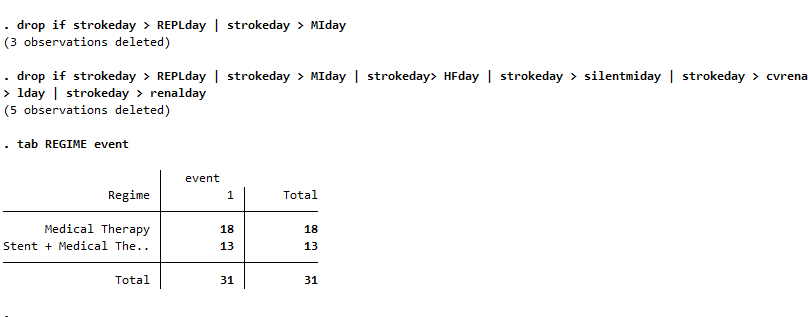 . drop if strokeday > REPLday | strokeday > MIday
(3 observations deleted)
. drop if strokeday > REPLday | strokeday > MIday | strokeday> HFday | strokeday > silentmiday | strokeday > cvrena
> lday | strokeday > renalday
(5 observations deleted)
. tab REGIME event
event
Regime 1 Total
Medical Therapy 18 18
Stent + Medical The.. 13 13
Total 31 31
.